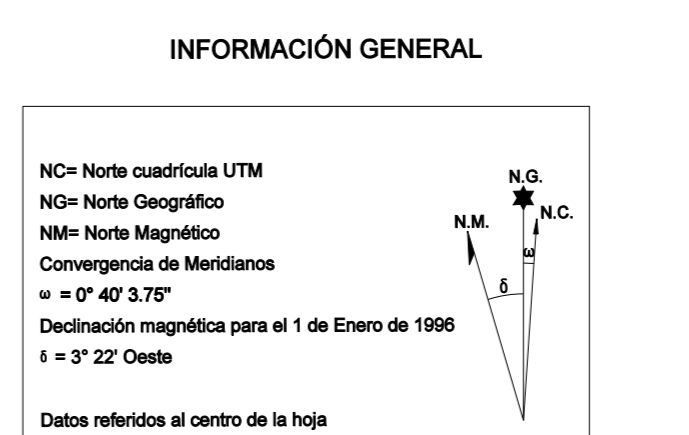 INFORMACIÓN GENERAL
NC= Norte cuadrícula UTM
NG= Norte Geográfico
NM= Norte Magnético
Convergencia de Meridianos
ω = 0° 40' 3.75"
Declinación magnética para el 1 de Enero de 1996
δ = 3° 22' Oeste
Datos referidos al centro de la hoja
N.G.
N.C.
N.M.
ω
δ